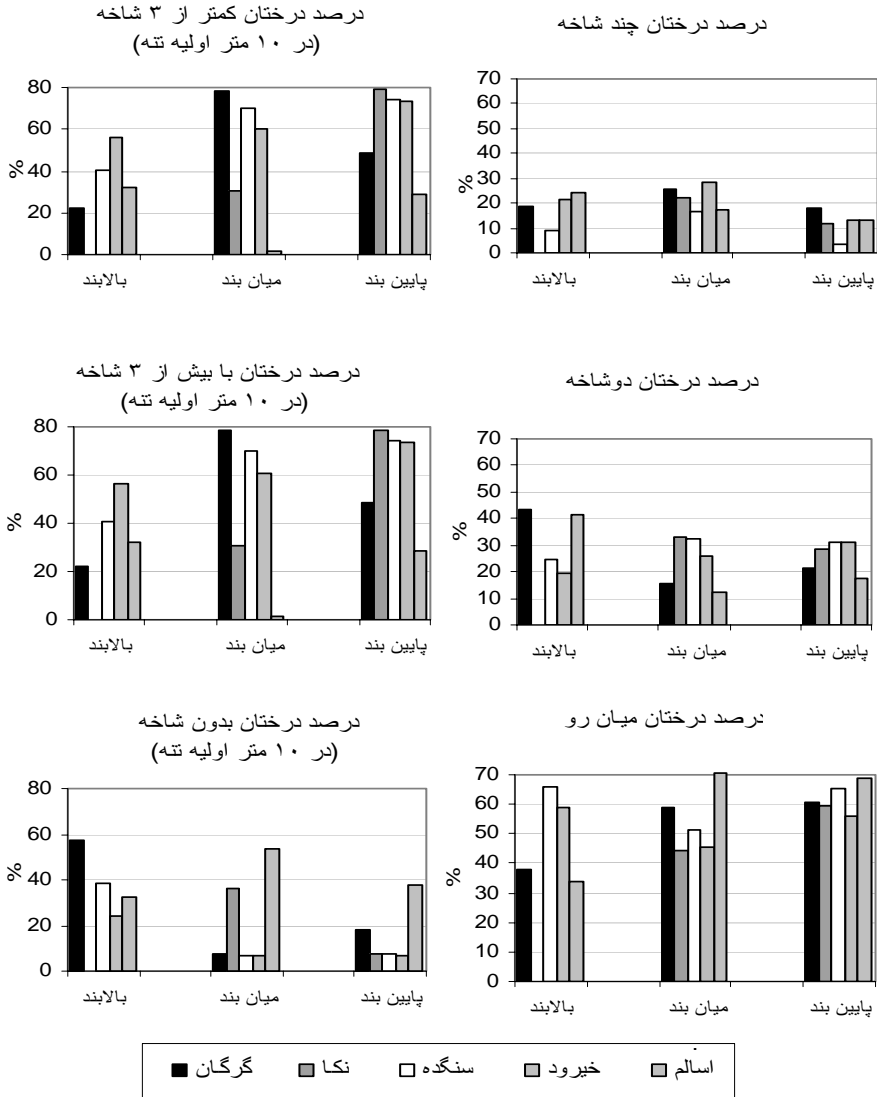 درصد درختان کمتر از ۳ شاخه
(در ۱۰ متر اولیه تنه)
80
60
40
20
0
%
بالابند
میان بند
پایین بند
درصد درختان چند شاخه
70
60
50
40
30
20
10
0
%
بالابند
میان بند
پایین بند
درصد درختان با بیش از ۳ شاخه
(در ۱۰ متر اولیه تنه)
80
60
40
20
0
%
بالابند
میان بند
پایین بند
درصد درختان دوشاخه
70
60
50
40
30
20
10
0
%
بالابند
میان بند
پایین بند
درصد درختان بدون شاخه
(در ۱۰ متر اولیه تنه)
80
60
40
20
0
%
بالابند
میان بند
پایین بند
درصد درختان میان رو
70
60
50
40
30
20
10
0
%
بالابند
میان بند
پایین بند
گرگان نکا سنگده خیرود اسالم